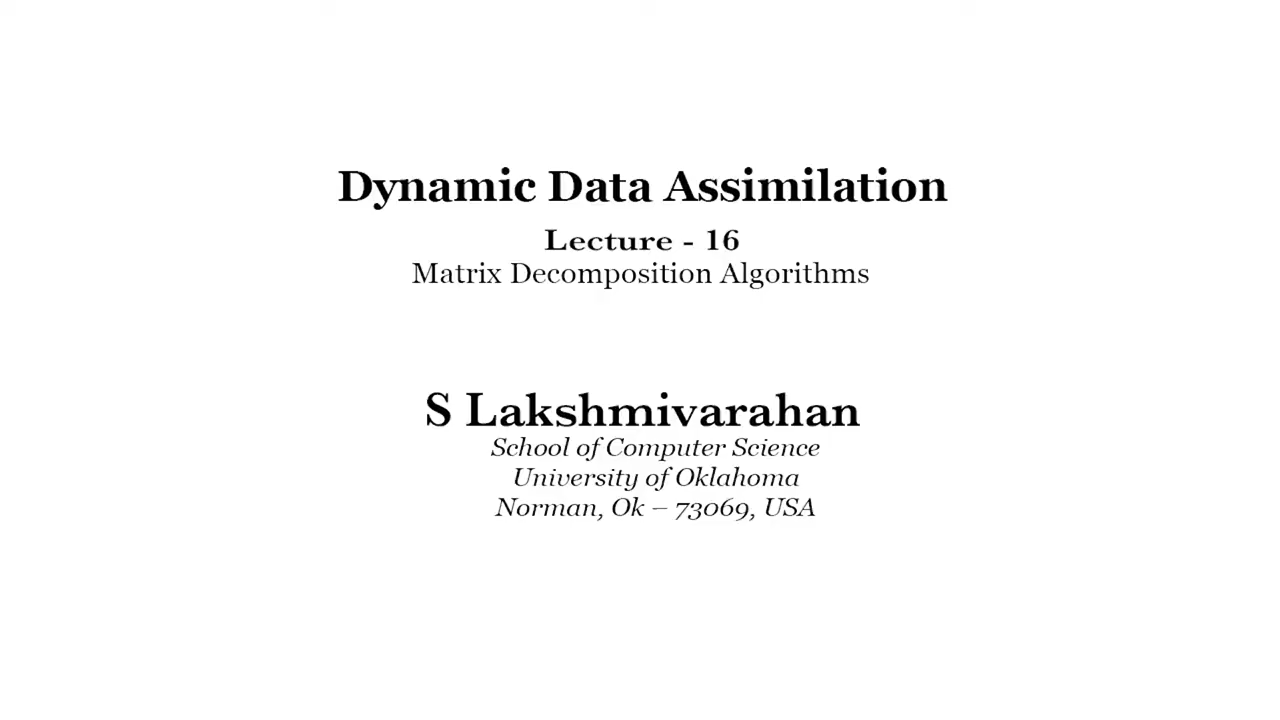 Dynamic Data Assimilation
Lecture - 16
Matrix Decomposition Algorithms
S Lakshmivarahan
School of Computer Science
University of Oklahoma
Norman, Ok – 73069, USA